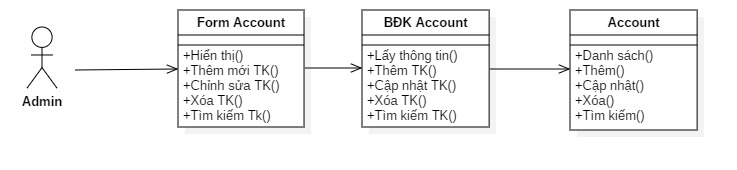 Admin
Form Account
+Hiển thị()
+Thêm mới TK()
+Chỉnh sửa TK()
+Xóa TK()
+Tìm kiếm Tk()
BĐK Account
+Lấy thông tin()
+Thêm TK()
+Cập nhật TK()
+Xóa TK()
+Tìm kiếm TK()
Account
+Danh sách()
+Thêm()
+Cập nhật()
+Xóa()
+Tìm kiếm()